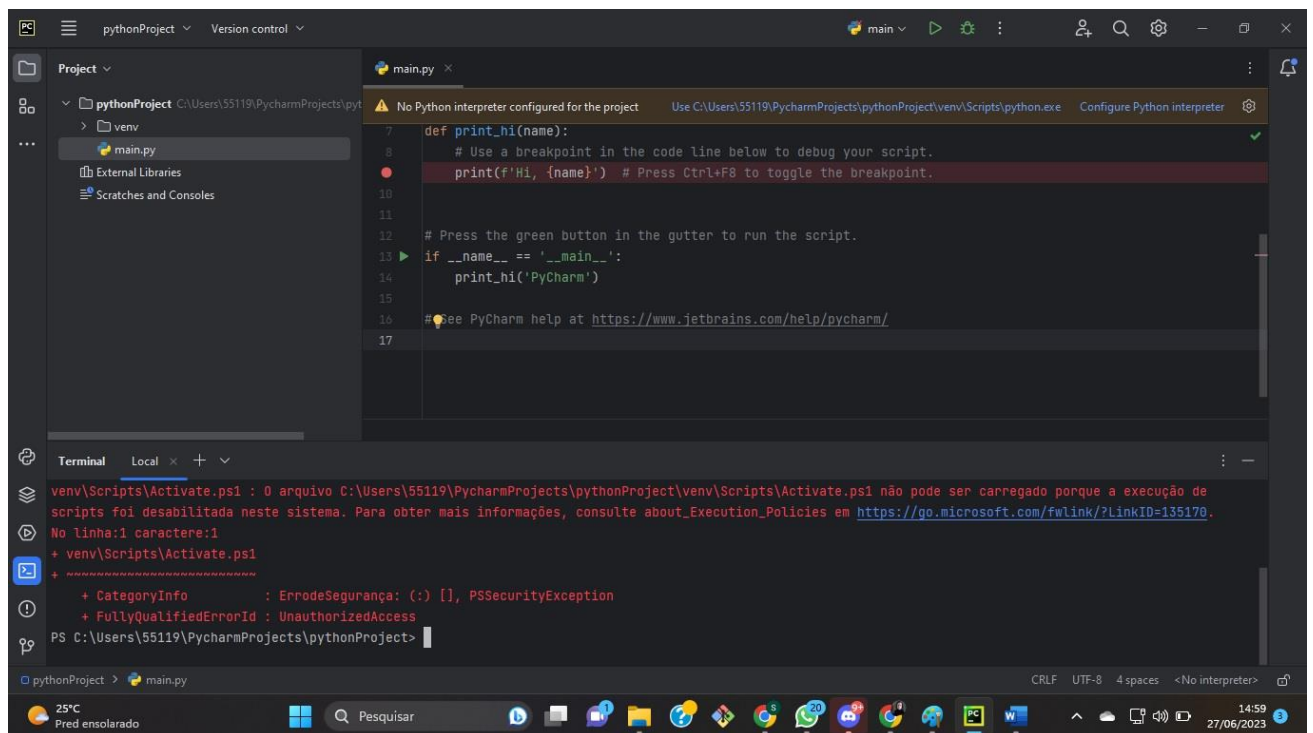 PC
pythonProject
Version control
main
Project
main.py
pythonProject C:\Users\55119\PycharmProjects\pyt
venv
main.py
External Libraries
Scratches and Consoles
No Python interpreter configured for the project
Use C:\Users\55119\PycharmProjects\pythonProject\venv\Scripts\python.exe
Configure Python interpreter
7 def print_hi(name):
8 # Use a breakpoint in the code line below to debug your script.
print(f'Hi, {name}') # Press Ctrl+F8 to toggle the breakpoint.
10
11
12 # Press the green button in the gutter to run the script.
13 if __name__ == '__main__':
14 print_hi('PyCharm')
15
16 # See PyCharm help at https://www.jetbrains.com/help/pycharm/
17
Terminal Local
venv\Scripts\Activate.ps1 : O arquivo C:\Users\55119\PycharmProjects\pythonProject\venv\Scripts\Activate.ps1 não pode ser carregado porque a execução de
scripts foi desabilitada neste sistema. Para obter mais informações, consulte about_Execution_Policies em https://go.microsoft.com/fwlink/?LinkID=135170.
No linha:1 caractere:1
+ venv\Scripts\Activate.ps1
+ ~~~~~~~~~~~~~~~~~~~~~~~~~
+ CategoryInfo : ErrodeSegurança: (:) [], PSSecurityException
+ FullyQualifiedErrorId : UnauthorizedAccess
PS C:\Users\55119\PycharmProjects\pythonProject>
pythonProject > main.py
CRLF UTF-8 4 spaces <No interpreter>
25°C
Pred ensolarado
Pesquisar
1
20
9+
PC
14:59
27/06/2023
3